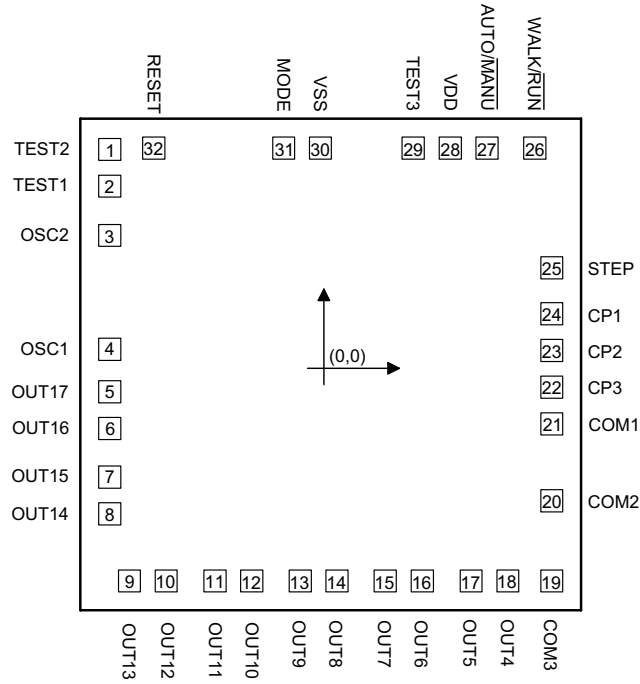 RESET
MODE
VSS
TEST3
VDD
AUTO/MANU
WALK/RUN
TEST2 1 32 31 30 29 28 27 26
TEST1 2
OSC2 3
25 STEP
24 CP1
OSC1 4 (0,0) 23 CP2
OUT17 5 22 CP3
OUT16 6 21 COM1
OUT15 7
20 COM2
OUT14 8
9 10 11 12 13 14 15 16 17 18 19
OUT13
OUT12
OUT11
OUT10
OUT9
OUT8
OUT7
OUT6
OUT5
OUT4
COM3